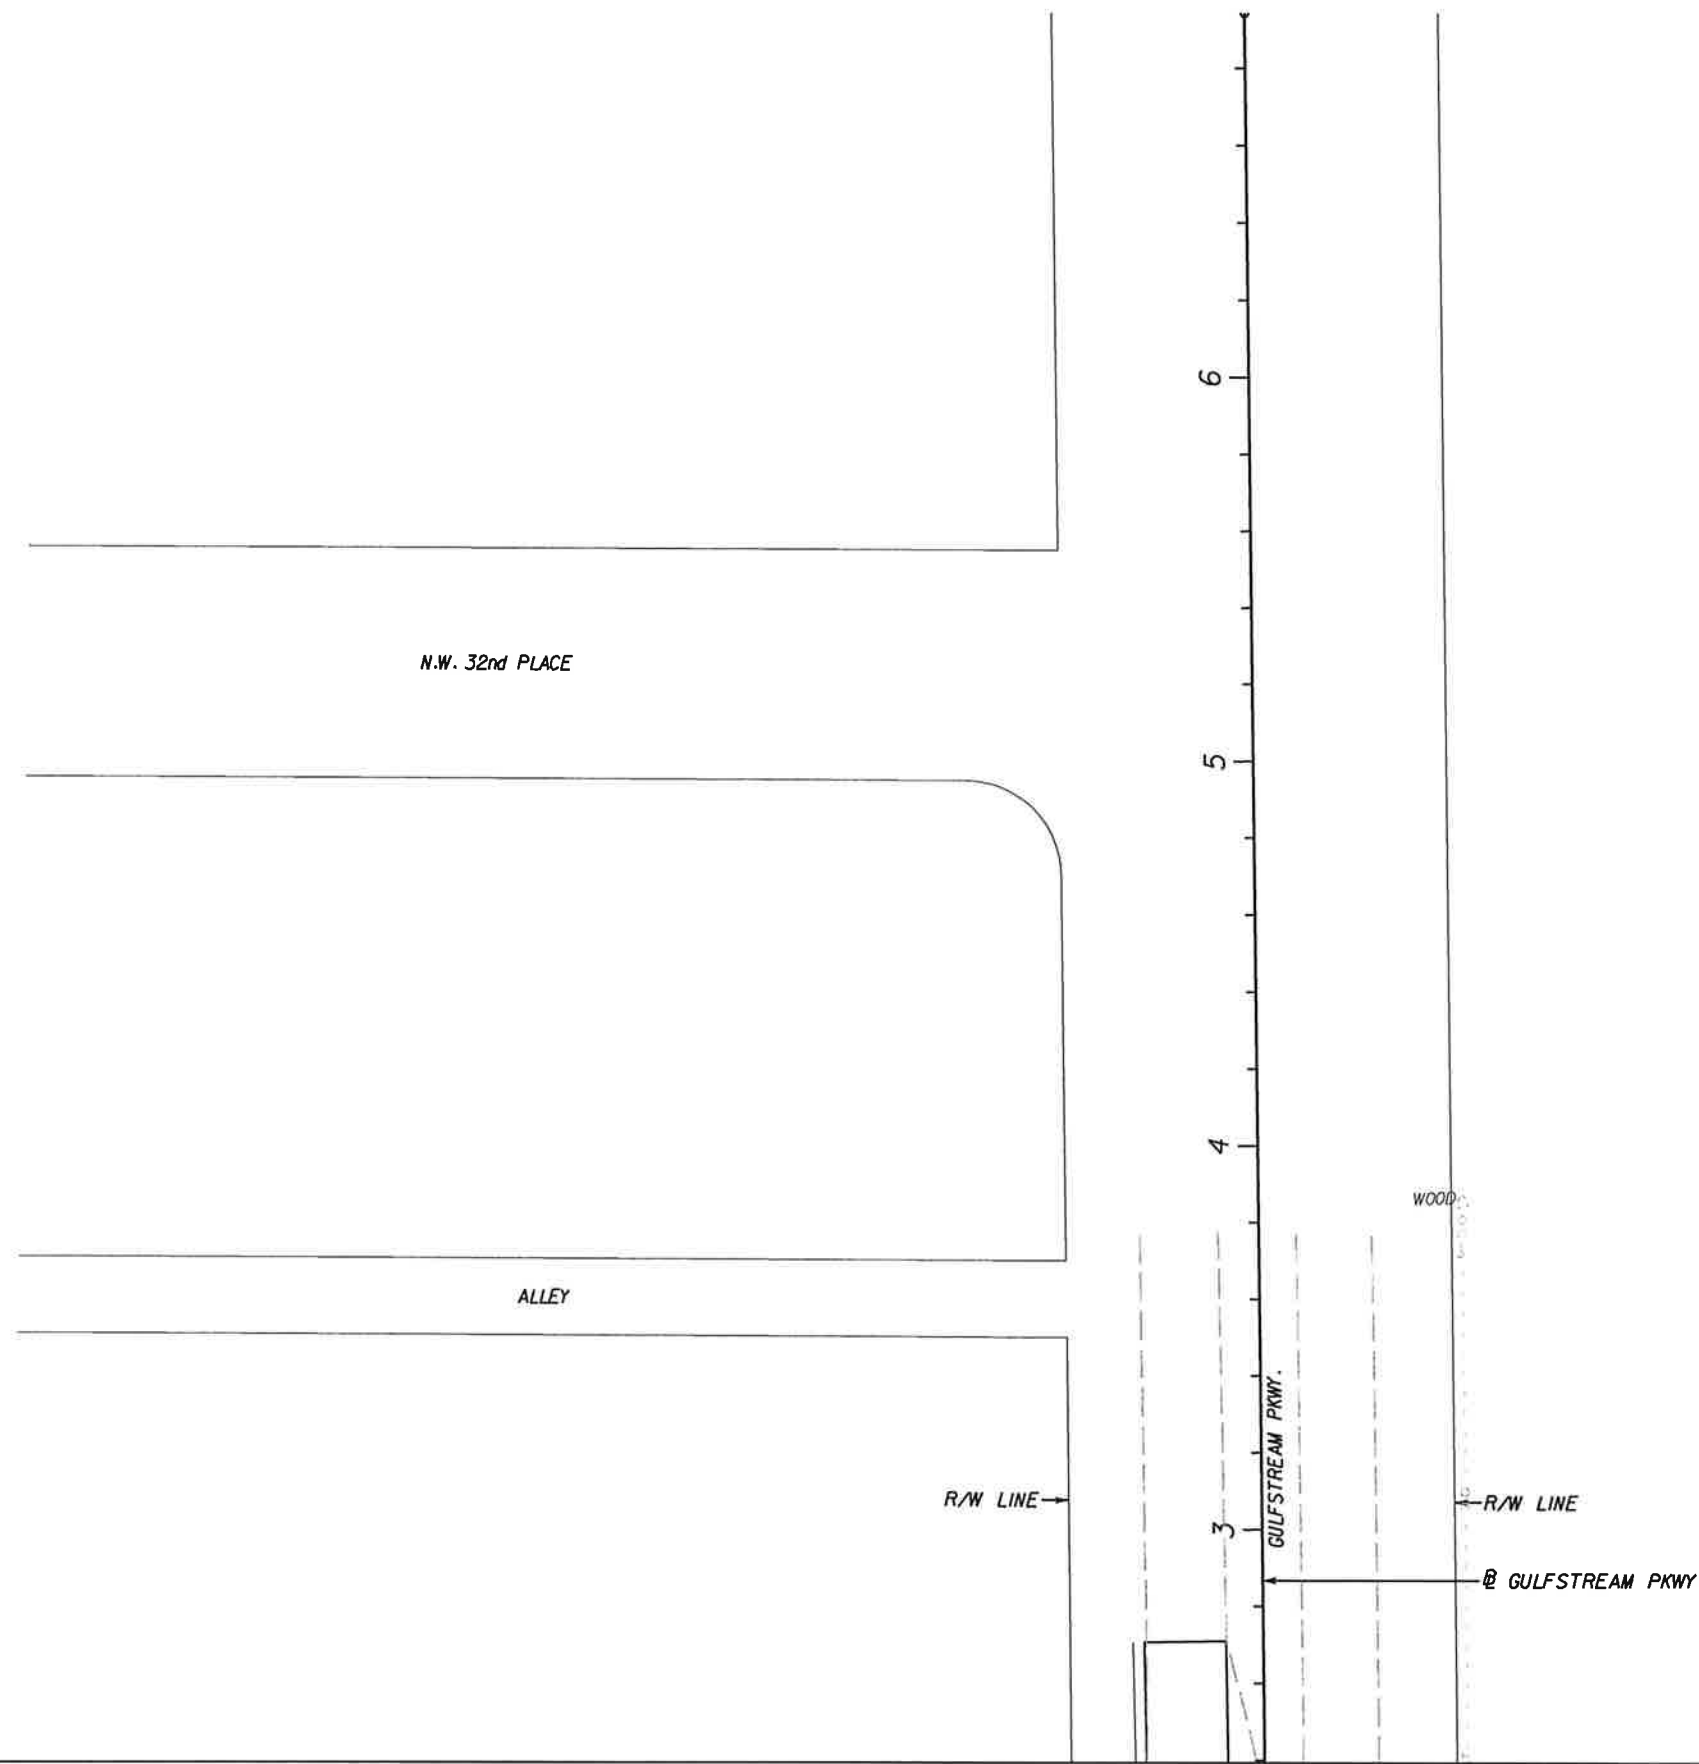 6
N.W. 32nd PLACE
5
4
WOOD
ALLEY
GULFSTREAM PKWY.
R/W LINE
R/W LINE
3
GULFSTREAM PKWY